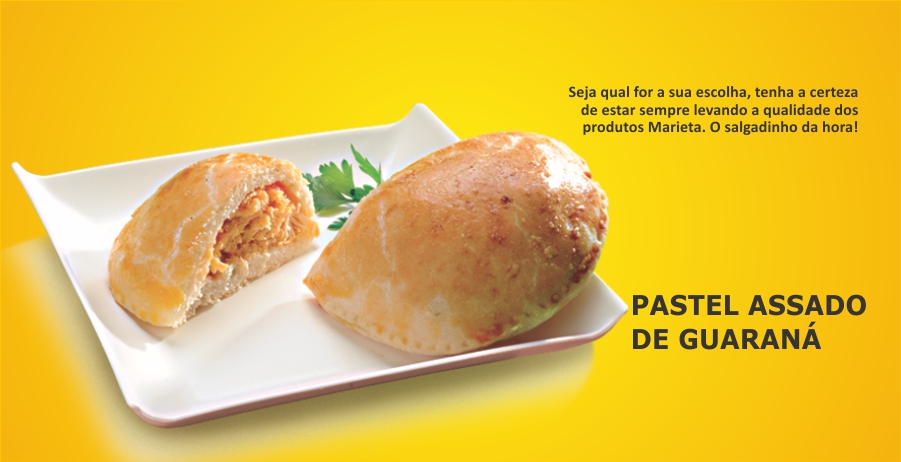 Seja qual for a sua escolha, tenha a certeza
de estar sempre levando a qualidade dos
produtos Marieta. O salgadinho da hora!
PASTEL ASSADO
DE GUARANÁ